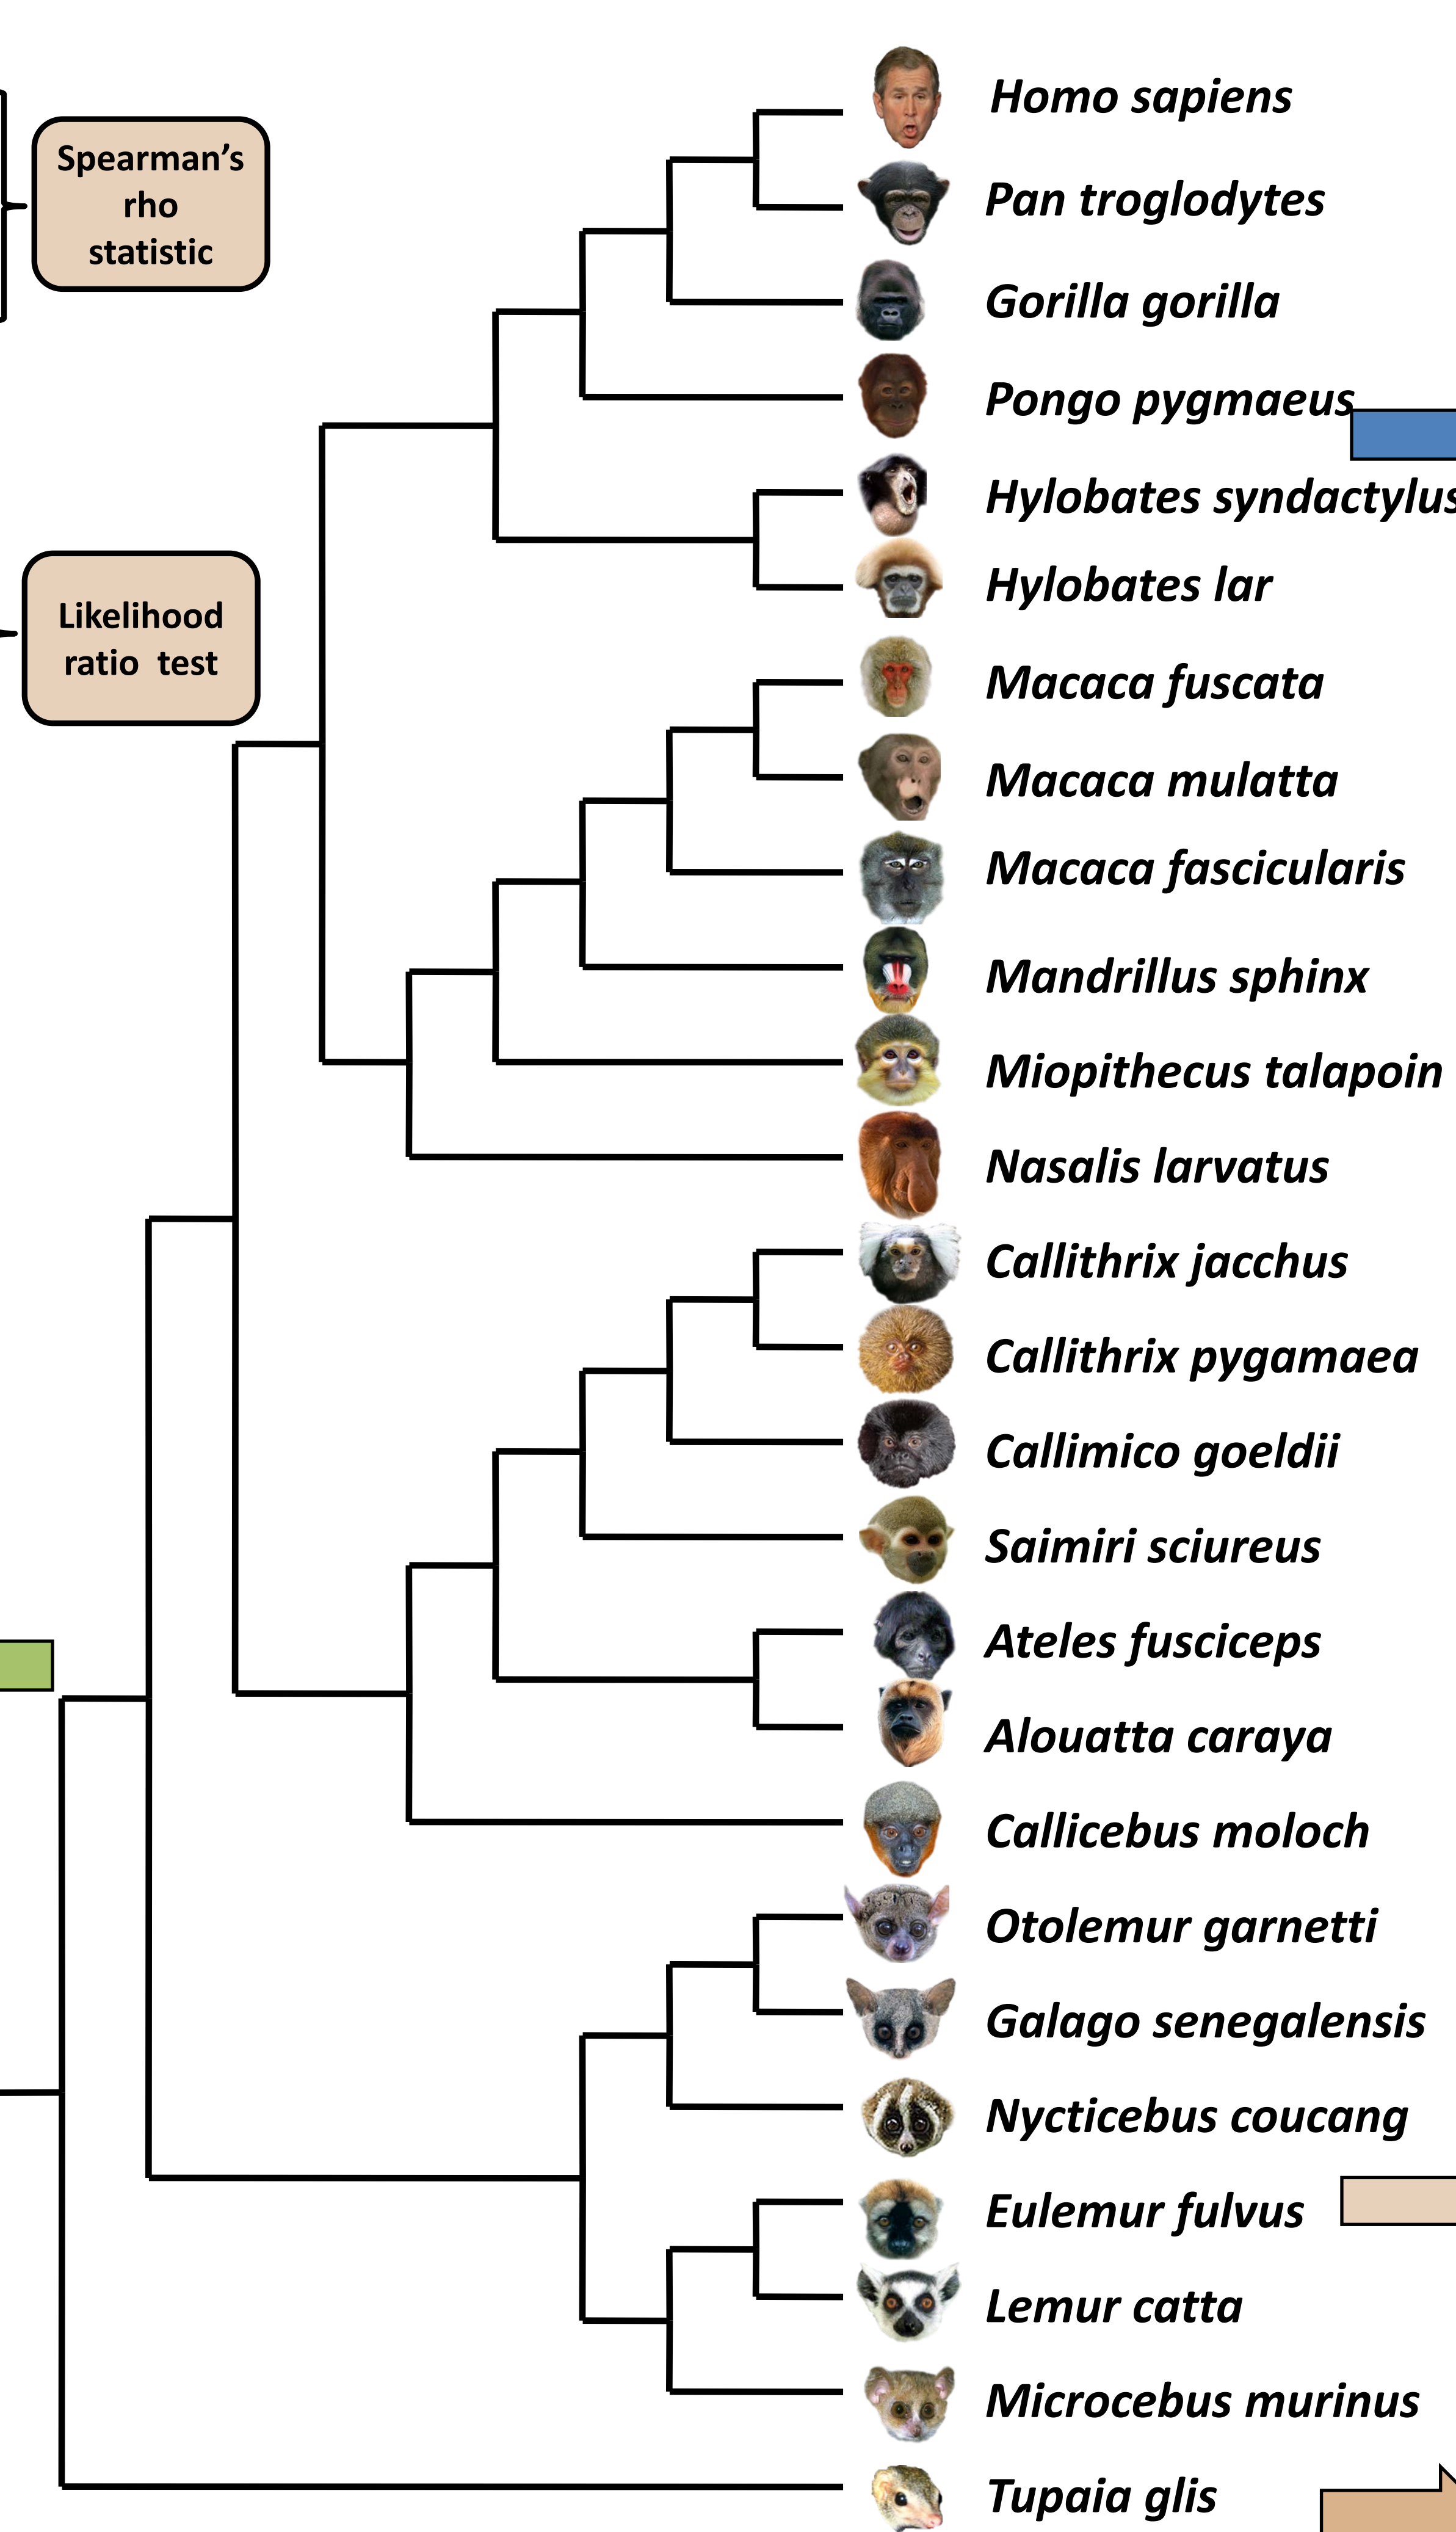 Spearman’s
rho
statistic
Likelihood
ratio test
Homo sapiens
Pan troglodytes
Gorilla gorilla
Pongo pygmaeus
Hylobates syndactylus
Hylobates lar
Macaca fuscata
Macaca mulatta
Macaca fascicularis
Mandrillus sphinx
Miopithecus talapoin
Nasalis larvatus
Callithrix jacchus
Callithrix pygamaea
Callimico goeldii
Saimiri sciureus
Ateles fusciceps
Alouatta caraya
Callicebus moloch
Otolemur garnetti
Galago senegalensis
Nycticebus coucang
Eulemur fulvus
Lemur catta
Microcebus murinus
Tupaia glis